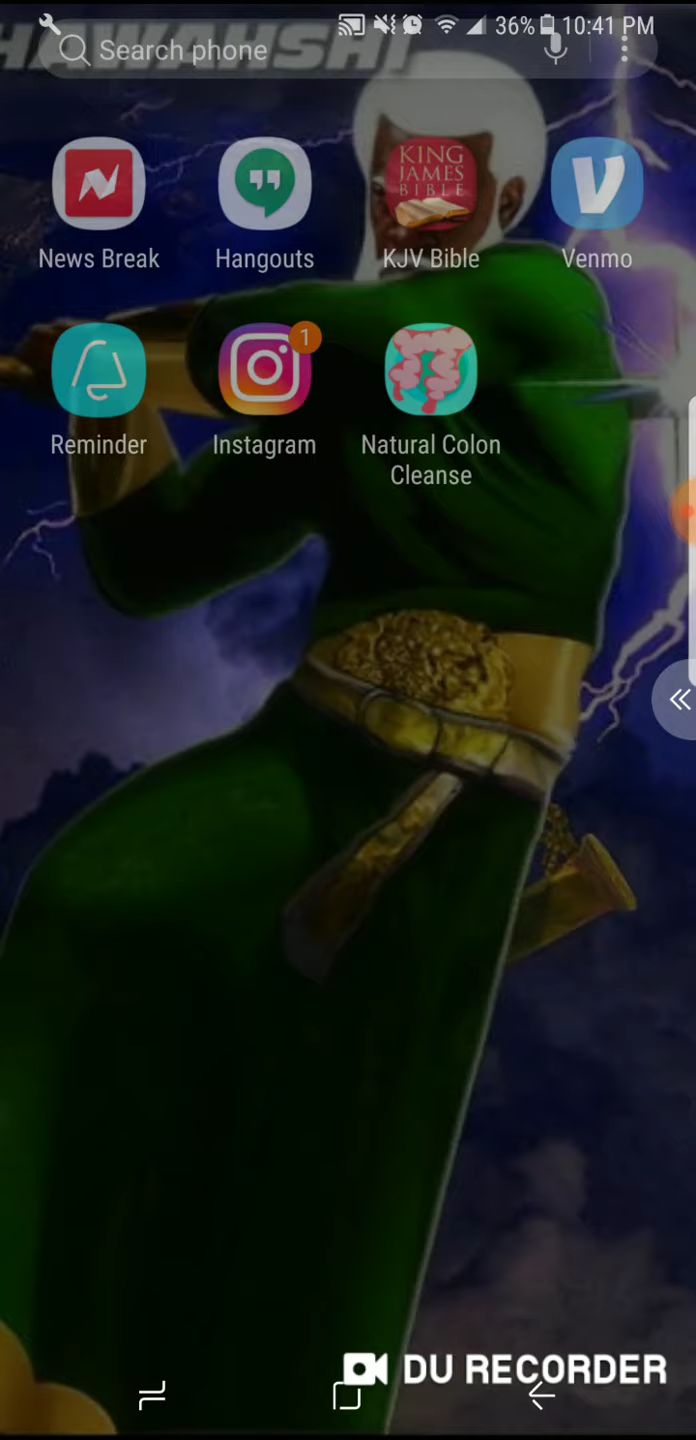 36% 10:41 PM
HAWAHSHI
Search phone
KING
JAMES
BIBLE
News Break
Hangouts
KJV Bible
Venmo
1
Reminder
Instagram
Natural Colon
Cleanse
DU RECORDER